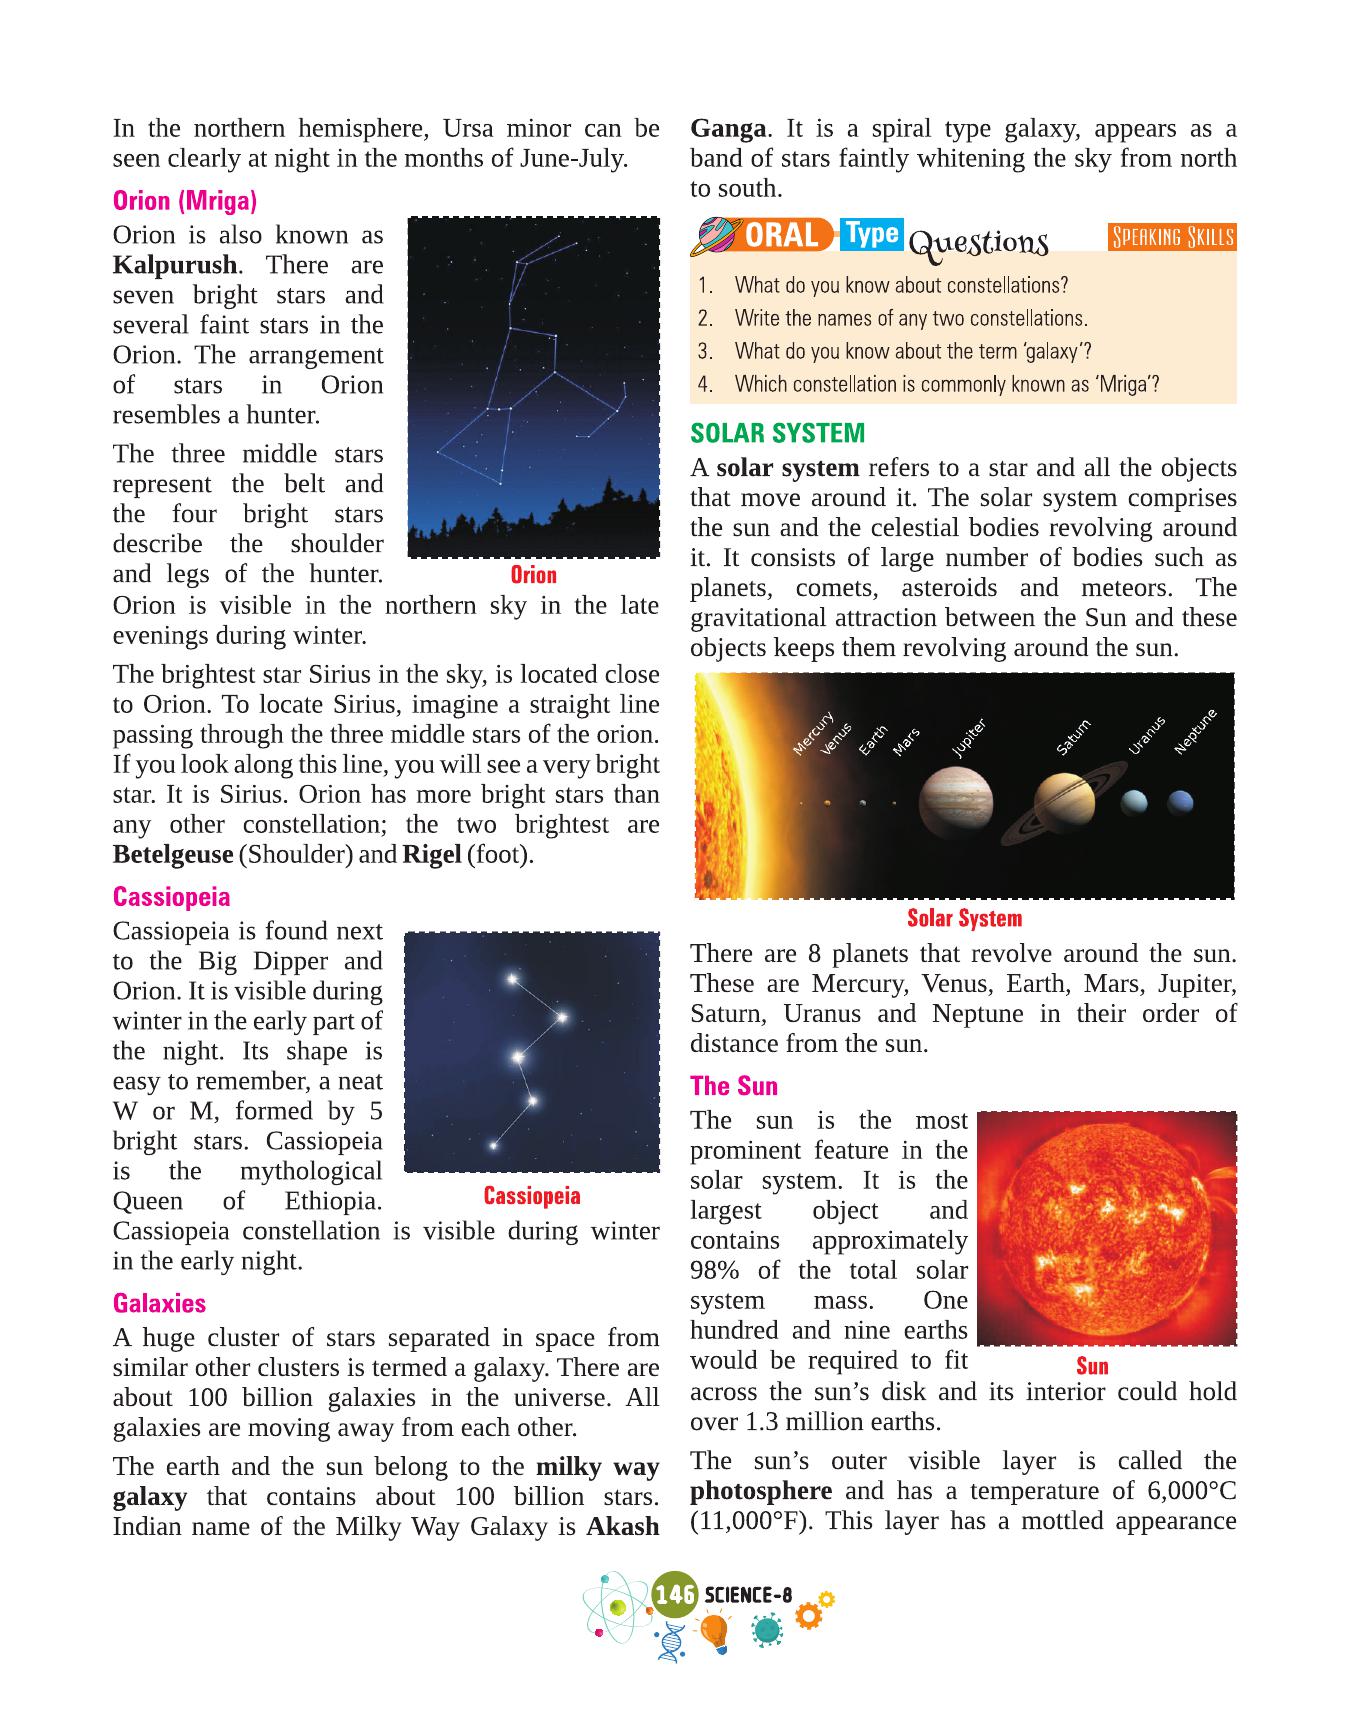 In the northern hemisphere, Ursa minor can be
seen clearly at night in the months of June-July.
Orion (Mriga)
Orion is also known as
Kalpurush. There are
seven bright stars and
several faint stars in the
Orion. The arrangement
of stars in Orion
resembles a hunter.
The three middle stars
represent the belt and
the four bright stars
describe the shoulder
and legs of the hunter.
Orion
Orion is visible in the northern sky in the late
evenings during winter.
The brightest star Sirius in the sky, is located close
to Orion. To locate Sirius, imagine a straight line
passing through the three middle stars of the orion.
If you look along this line, you will see a very bright
star. It is Sirius. Orion has more bright stars than
any other constellation; the two brightest are
Betelgeuse (Shoulder) and Rigel (foot).
Cassiopeia
Cassiopeia is found next
to the Big Dipper and
Orion. It is visible during
winter in the early part of
the night. Its shape is
easy to remember, a neat
W or M, formed by 5
bright stars. Cassiopeia
is the mythological
Queen of Ethiopia.
Cassiopeia
Cassiopeia constellation is visible during winter
in the early night.
Galaxies
A huge cluster of stars separated in space from
similar other clusters is termed a galaxy. There are
about 100 billion galaxies in the universe. All
galaxies are moving away from each other.
The earth and the sun belong to the milky way
galaxy that contains about 100 billion stars.
Indian name of the Milky Way Galaxy is Akash
Ganga. It is a spiral type galaxy, appears as a
band of stars faintly whitening the sky from north
to south.
ORAL Type Questions SPEAKING SKILLS
1. What do you know about constellations?
2. Write the names of any two constellations.
3. What do you know about the term ‘galaxy’?
4. Which constellation is commonly known as ‘Mriga’?
SOLAR SYSTEM
A solar system refers to a star and all the objects
that move around it. The solar system comprises
the sun and the celestial bodies revolving around
it. It consists of large number of bodies such as
planets, comets, asteroids and meteors. The
gravitational attraction between the Sun and these
objects keeps them revolving around the sun.
Mercury
Venus
Earth
Mars
Jupiter
Saturn
Uranus
Neptune
Solar System
There are 8 planets that revolve around the sun.
These are Mercury, Venus, Earth, Mars, Jupiter,
Saturn, Uranus and Neptune in their order of
distance from the sun.
The Sun
The sun is the most
prominent feature in the
solar system. It is the
largest object and
contains approximately
98% of the total solar
system mass. One
hundred and nine earths
would be required to fit
Sun
across the sun’s disk and its interior could hold
over 1.3 million earths.
The sun’s outer visible layer is called the
photosphere and has a temperature of 6,000°C
(11,000°F). This layer has a mottled appearance
146 SCIENCE-8